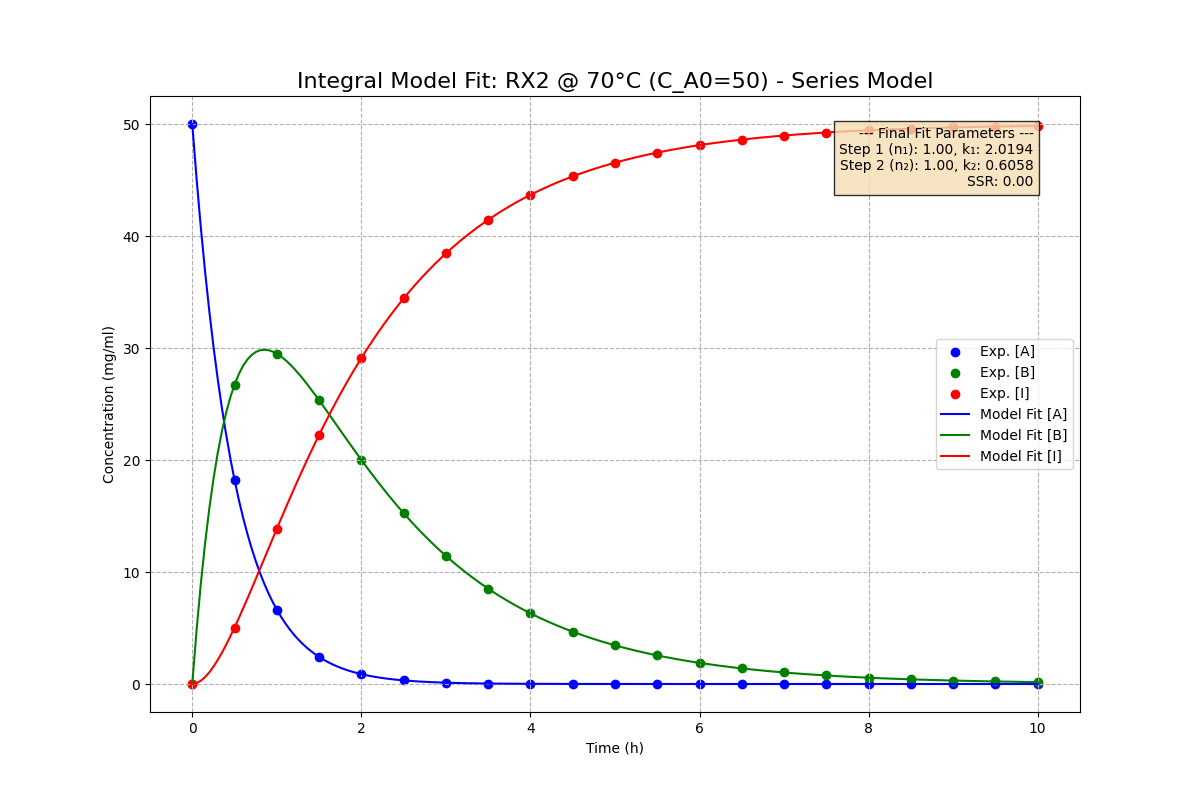 Integral Model Fit: RX2 @ 70°C (C_A0=50) - Series Model
--- Final Fit Parameters ---
Step 1 (n₁): 1.00, k₁: 2.0194
Step 2 (n₂): 1.00, k₂: 0.6058
SSR: 0.00
Exp. [A]
Exp. [B]
Exp. [I]
Model Fit [A]
Model Fit [B]
Model Fit [I]
Concentration (mg/ml)
50
40
30
20
10
0
0 2 4 6 8 10
Time (h)